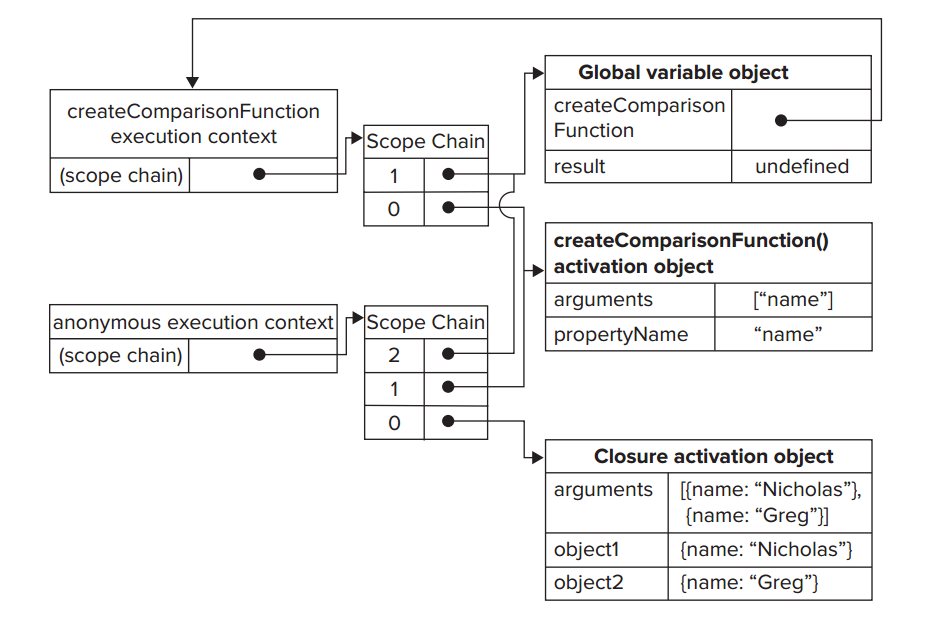 createComparisonFunction
execution context
(scope chain)
Scope Chain
1
0
Global variable object
createComparison
Function
result undefined
createComparisonFunction()
activation object
arguments [“name”]
propertyName “name”
anonymous execution context
(scope chain)
Scope Chain
2
1
0
Closure activation object
arguments [{name: “Nicholas”},
{name: “Greg”}]
object1 {name: “Nicholas”}
object2 {name: “Greg”}